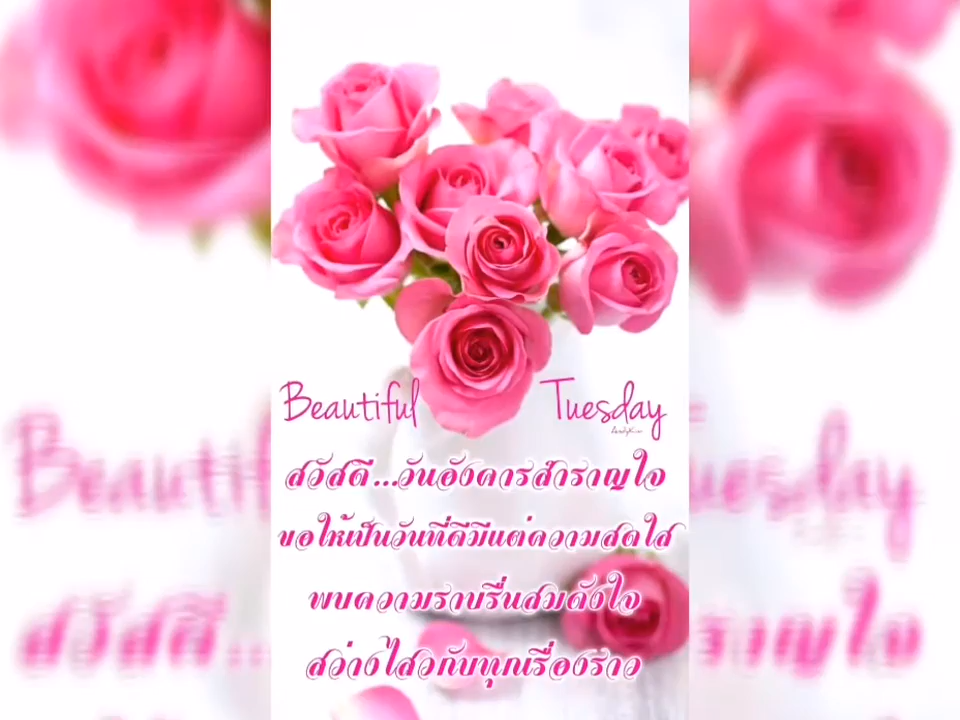 Beautiful Tuesday
สวัสดี...วันอังคารสำราญใจ
ขอให้เป็นวันที่ดีมีแต่ความสดใส
พบความราบรื่นสมดังใจ
สว่างไสวกับทุกเรื่องราว